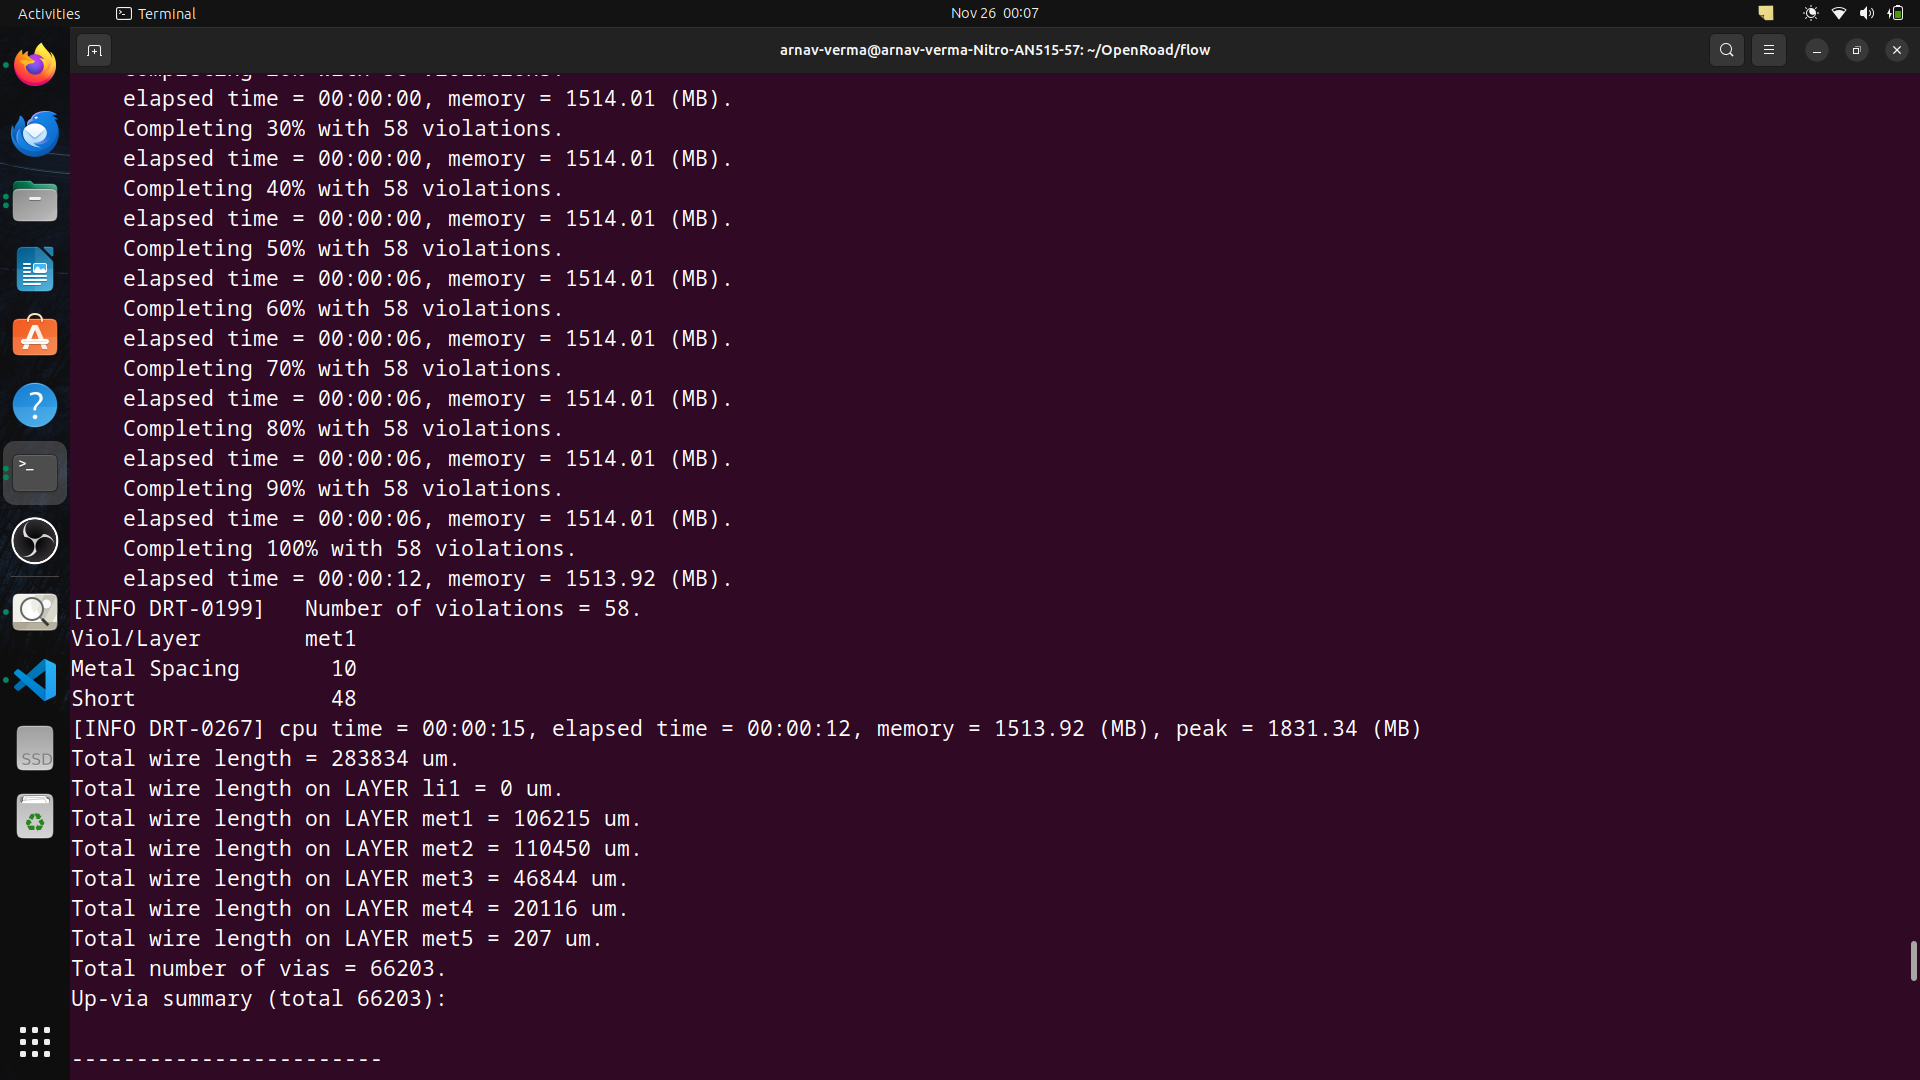 Activities
Terminal
Nov 26 00:07
arnav-verma@arnav-verma-Nitro-AN515-57: ~/OpenRoad/flow
elapsed time = 00:00:00, memory = 1514.01 (MB).
Completing 30% with 58 violations.
elapsed time = 00:00:00, memory = 1514.01 (MB).
Completing 40% with 58 violations.
elapsed time = 00:00:00, memory = 1514.01 (MB).
Completing 50% with 58 violations.
elapsed time = 00:00:06, memory = 1514.01 (MB).
Completing 60% with 58 violations.
elapsed time = 00:00:06, memory = 1514.01 (MB).
Completing 70% with 58 violations.
elapsed time = 00:00:06, memory = 1514.01 (MB).
Completing 80% with 58 violations.
elapsed time = 00:00:06, memory = 1514.01 (MB).
Completing 90% with 58 violations.
elapsed time = 00:00:06, memory = 1514.01 (MB).
Completing 100% with 58 violations.
elapsed time = 00:00:12, memory = 1513.92 (MB).
[INFO DRT-0199]   Number of violations = 58.
Viol/Layer        met1
Metal Spacing       10
Short               48
[INFO DRT-0267] cpu time = 00:00:15, elapsed time = 00:00:12, memory = 1513.92 (MB), peak = 1831.34 (MB)
Total wire length = 283834 um.
Total wire length on LAYER li1 = 0 um.
Total wire length on LAYER met1 = 106215 um.
Total wire length on LAYER met2 = 110450 um.
Total wire length on LAYER met3 = 46844 um.
Total wire length on LAYER met4 = 20116 um.
Total wire length on LAYER met5 = 207 um.
Total number of vias = 66203.
Up-via summary (total 66203):
------------------------
SSD